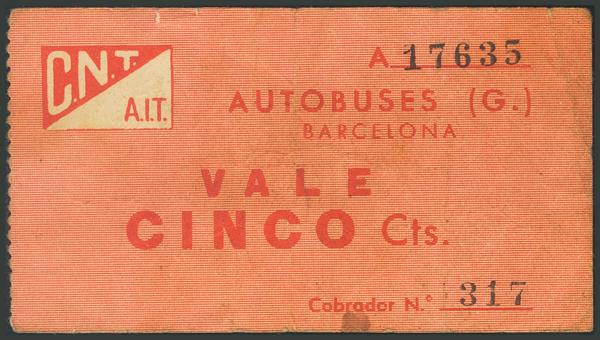 C.N.T.
A.I.T.
A 17635
AUTOBUSES (G.)
BARCELONA
VALE
CINCO Cts.
Cobrador N.° 317